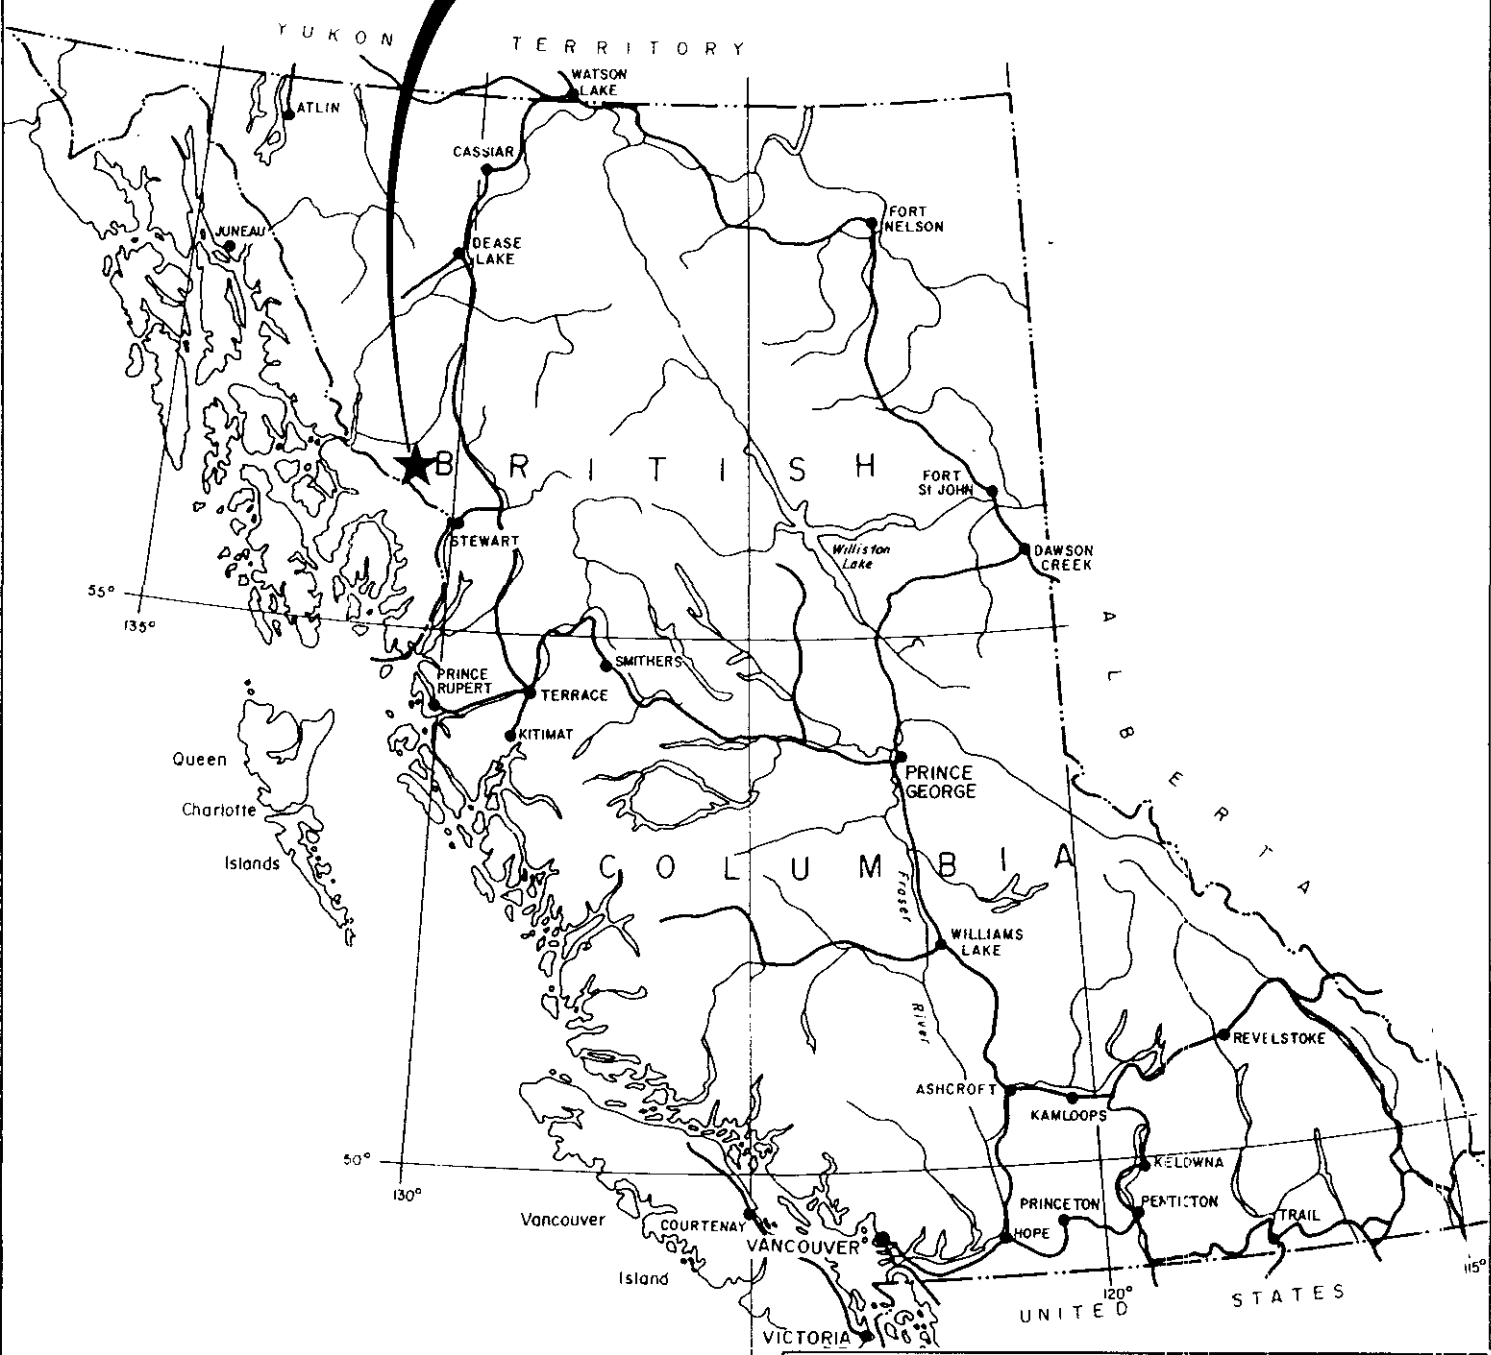 YUKON TERRITORY
WATSON
LAKE
ATLIN
CASSIAR
FORT
NELSON
JUNEAU
DEASE
LAKE
BRITISH
FORT
St JOHN
STEWART
Williston
Lake
DAWSON
CREEK
55°
135°
ALBERTA
SMITHERS
PRINCE
RUPERT
TERRACE
KITIMAT
Queen
Charlotte
Islands
PRINCE
GEORGE
COLUMBIA
Fraser
River
WILLIAMS
LAKE
REVELSTOKE
ASHCROFT
KAMLOOPS
50°
130°
KELOWNA
PRINCETON
PENTICTON
Vancouver
Island
COURTENAY
VANCOUVER
HOPE
TRAIL
115°
120°
UNITED STATES
VICTORIA